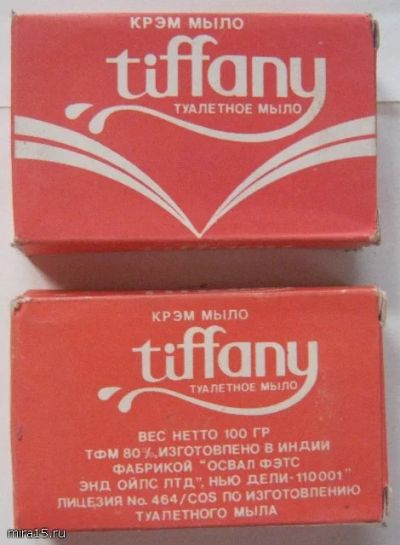 КРЭМ МЫЛО
tiffany
ТУАЛЕТНОЕ МЫЛО
КРЭМ МЫЛО
tiffany
ТУАЛЕТНОЕ МЫЛО
ВЕС НЕТТО 100 ГР
ТФМ 80%, ИЗГОТОВПЕНО В ИНДИИ
ФАБРИКОЙ "ОСВАЛ ФЭТС
ЭНД ОЙЛС ЛТД", НЬЮ ДЕЛИ-110001"
ЛИЦЕЗИЯ No. 464/COS ПО ИЗГОТОВЛЕНИЮ
ТУАЛЕТНОГО МЫЛА
mira15.ru